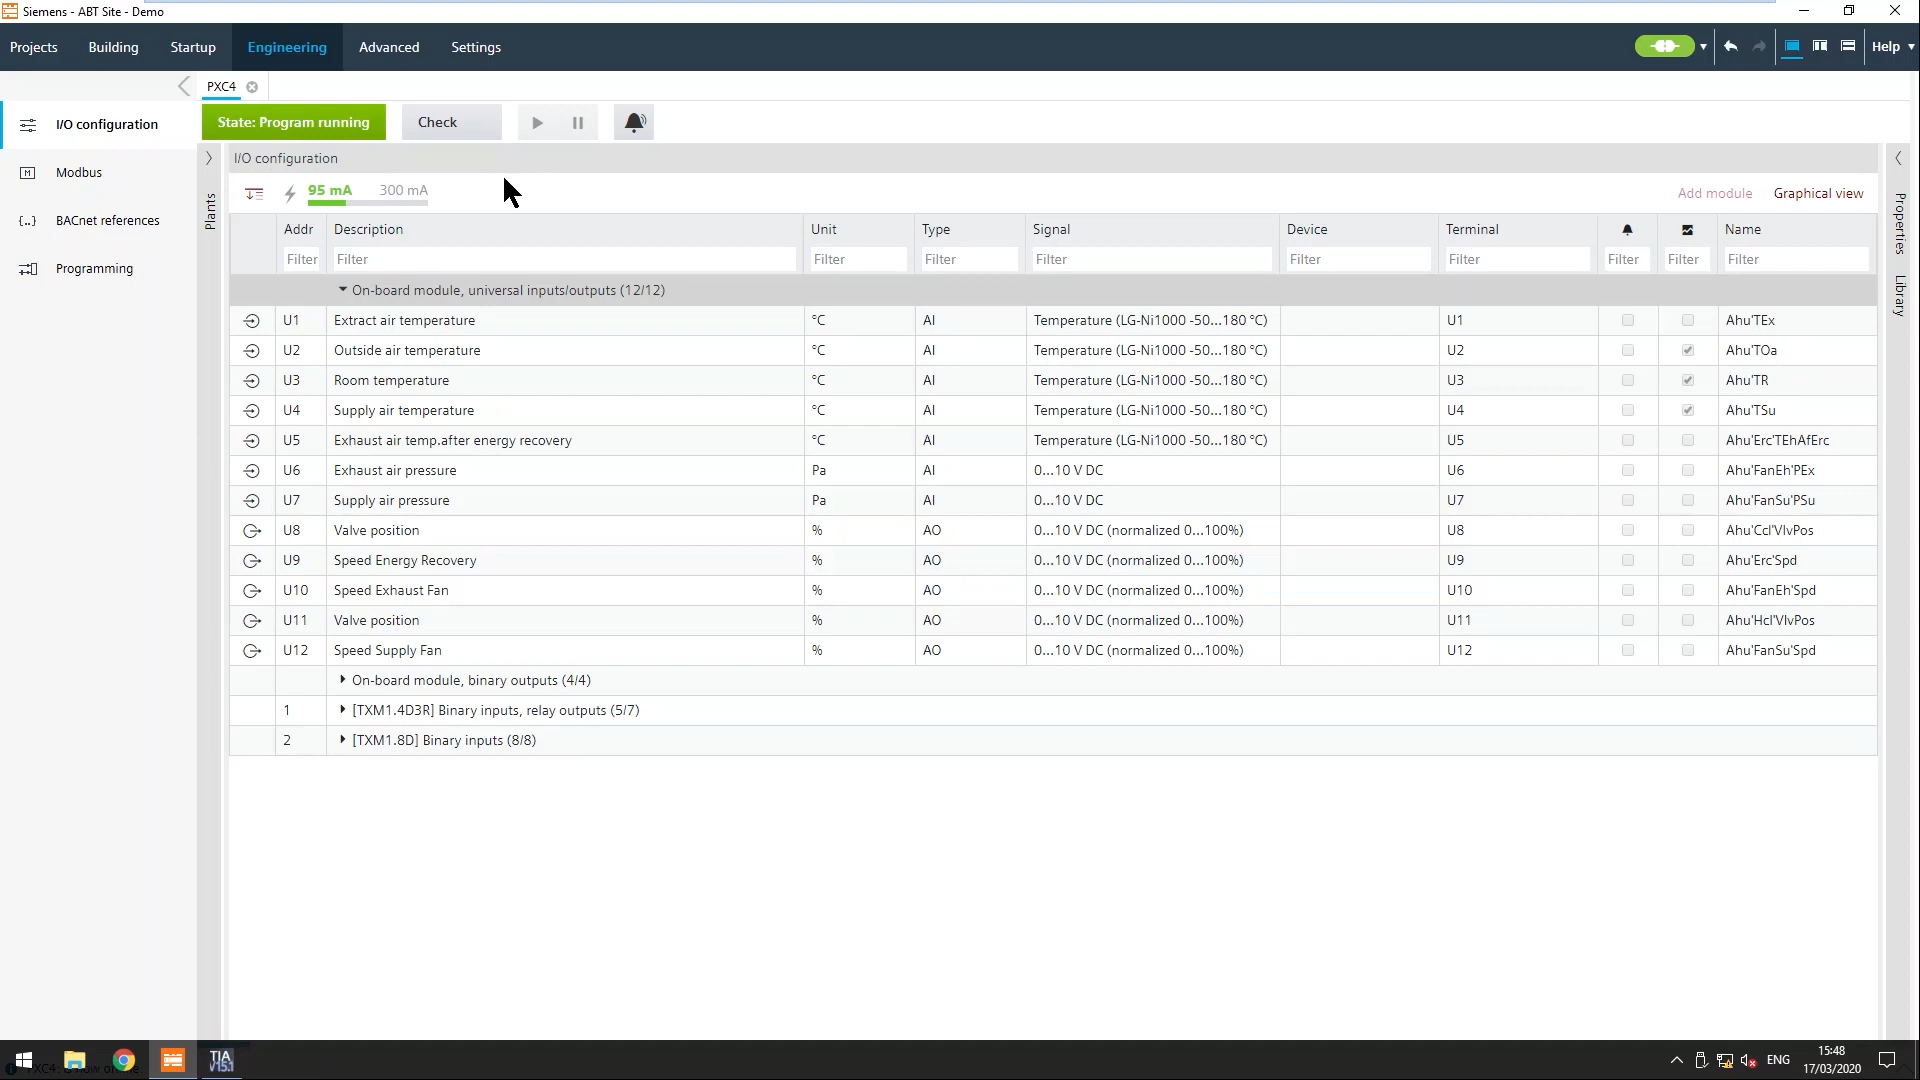 Siemens - ABT Site - Demo
Projects Building Startup Engineering Advanced Settings Help
PXC4
I/O configuration
Modbus
BACnet references
Programming
State: Program running Check
Plants
I/O configuration
95 mA 300 mA Add module Graphical view
Addr Description Unit Type Signal Device Terminal Name
Filter Filter Filter Filter Filter Filter Filter Filter Filter Filter
On-board module, universal inputs/outputs (12/12)
U1 Extract air temperature °C AI Temperature (LG-Ni1000 -50...180 °C) U1 Ahu'TEx
U2 Outside air temperature °C AI Temperature (LG-Ni1000 -50...180 °C) U2 Ahu'TOa
U3 Room temperature °C AI Temperature (LG-Ni1000 -50...180 °C) U3 Ahu'TR
U4 Supply air temperature °C AI Temperature (LG-Ni1000 -50...180 °C) U4 Ahu'TSu
U5 Exhaust air temp.after energy recovery °C AI Temperature (LG-Ni1000 -50...180 °C) U5 Ahu'Erc'TEhAfErc
U6 Exhaust air pressure Pa AI 0...10 V DC U6 Ahu'FanEh'PEx
U7 Supply air pressure Pa AI 0...10 V DC U7 Ahu'FanSu'PSu
U8 Valve position % AO 0...10 V DC (normalized 0...100%) U8 Ahu'Ccl'VlvPos
U9 Speed Energy Recovery % AO 0...10 V DC (normalized 0...100%) U9 Ahu'Erc'Spd
U10 Speed Exhaust Fan % AO 0...10 V DC (normalized 0...100%) U10 Ahu'FanEh'Spd
U11 Valve position % AO 0...10 V DC (normalized 0...100%) U11 Ahu'Hcl'VlvPos
U12 Speed Supply Fan % AO 0...10 V DC (normalized 0...100%) U12 Ahu'FanSu'Spd
On-board module, binary outputs (4/4)
1 [TXM1.4D3R] Binary inputs, relay outputs (5/7)
2 [TXM1.8D] Binary inputs (8/8)
Properties
Library
TIA
V15.1
ENG
15:48
17/03/2020